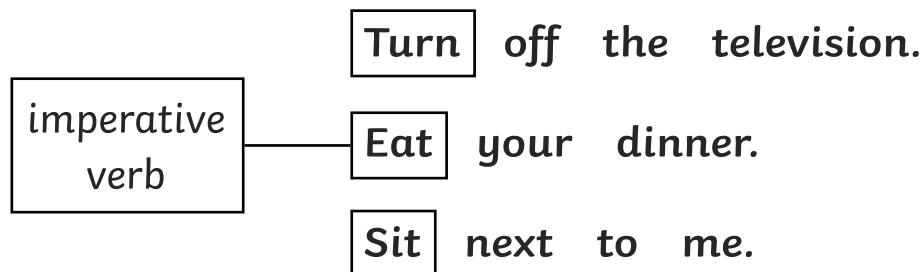 Turn off the television.
imperative
verb
Eat your dinner.
Sit next to me.